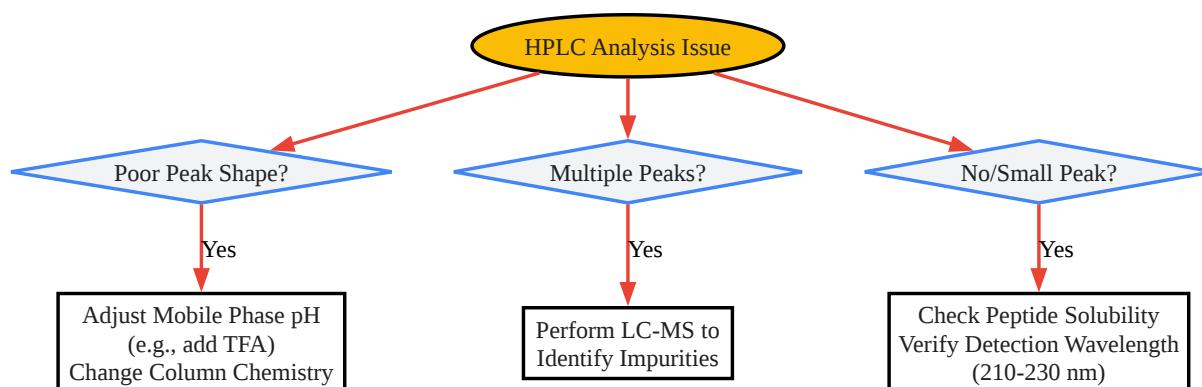 HPLC Analysis Issue
Poor Peak Shape?
Multiple Peaks?
No/Small Peak?
Yes
Yes
Yes
Adjust Mobile Phase pH
(e.g., add TFA)
Change Column Chemistry
Perform LC-MS to
Identify Impurities
Check Peptide Solubility
Verify Detection Wavelength
(210-230 nm)